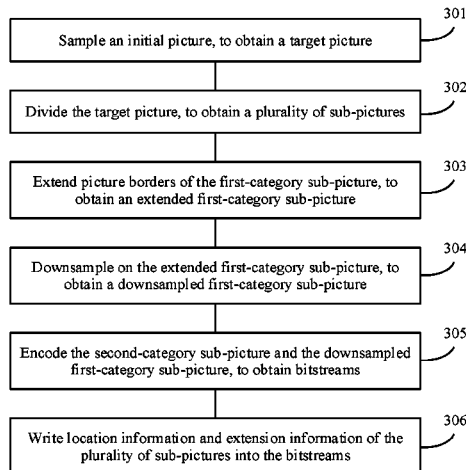 301
Sample an initial picture, to obtain a target picture
302
Divide the target picture, to obtain a plurality of sub-pictures
303
Extend picture borders of the first-category sub-picture, to
obtain an extended first-category sub-picture
304
Downsample on the extended first-category sub-picture, to
obtain a downsampled first-category sub-picture
305
Encode the second-category sub-picture and the downsampled
first-category sub-picture, to obtain bitstreams
306
Write location information and extension information of the
plurality of sub-pictures into the bitstreams